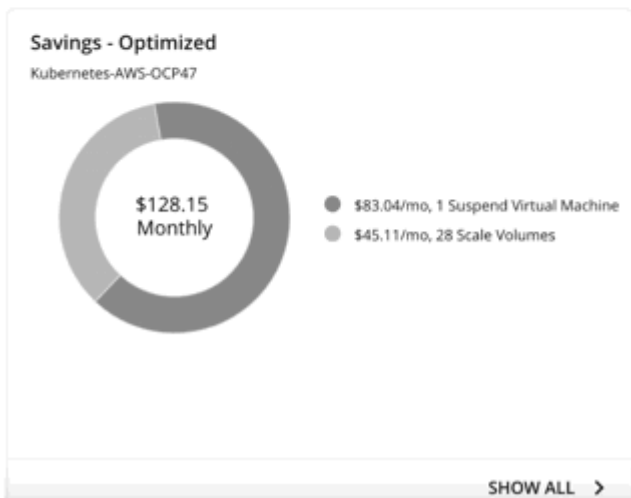 Savings - Optimized
Kubernetes-AWS-OCP47
$128.15
Monthly
$83.04/mo, 1 Suspend Virtual Machine
$45.11/mo, 28 Scale Volumes
SHOW ALL